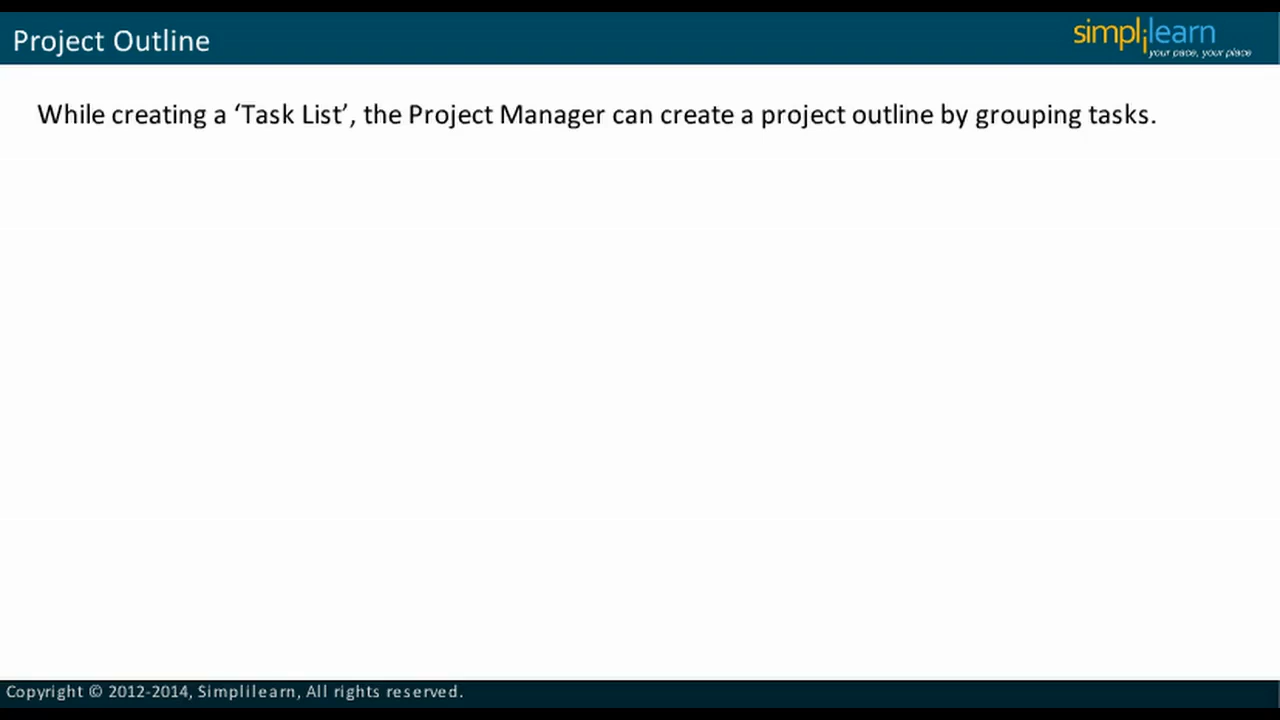 Project Outline
simplilearn
your pace, your place
While creating a ‘Task List’, the Project Manager can create a project outline by grouping tasks.
Copyright © 2012-2014, Simplilearn, All rights reserved.